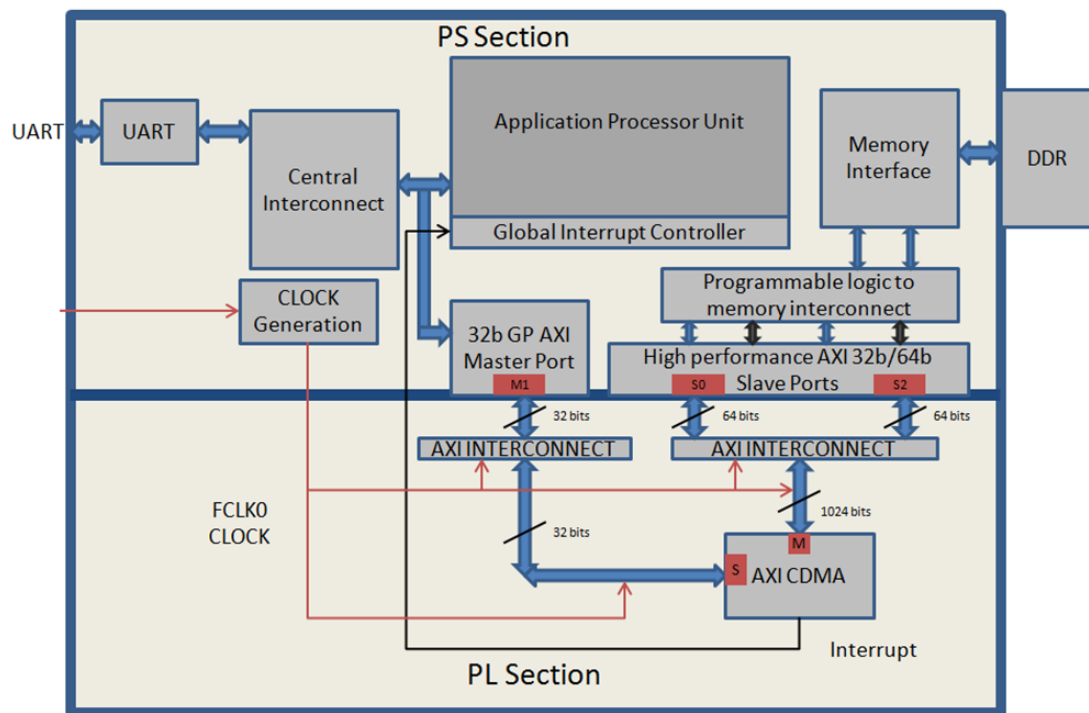 PS Section
UART
UART
Central
Interconnect
Application Processor Unit
Global Interrupt Controller
Memory
Interface
DDR
CLOCK
Generation
32b GP AXI
Master Port
M1
Programmable logic to
memory interconnect
High performance AXI 32b/64b
Slave Ports
S0
S2
32 bits
64 bits
64 bits
AXI INTERCONNECT
AXI INTERCONNECT
FCLK0
CLOCK
32 bits
1024 bits
M
S
AXI CDMA
Interrupt
PL Section